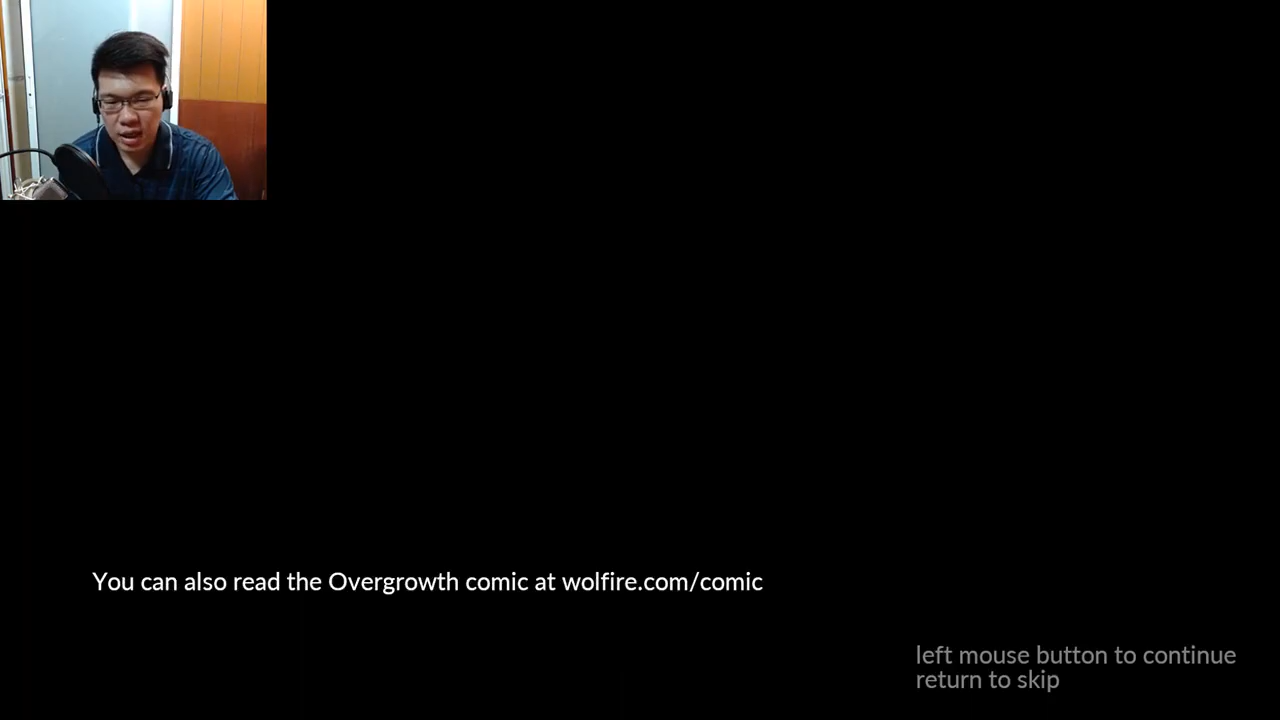 You can also read the Overgrowth comic at wolfire.com/comic
left mouse button to continue
return to skip